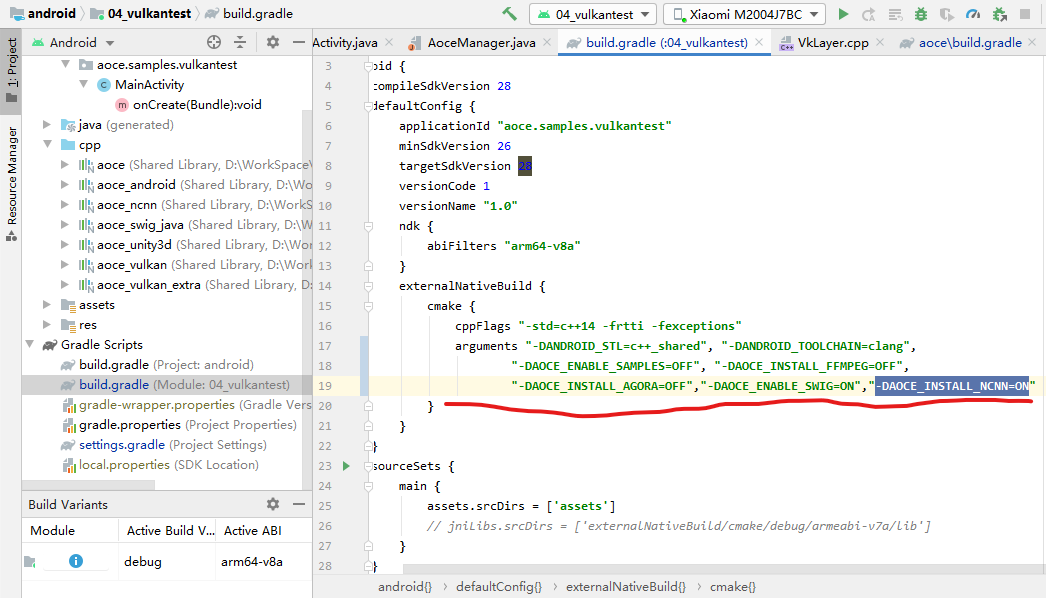 android 04_vulkantest build.gradle 04_vulkantest Xiaomi M2004J7BC
1: Project
Resource Manager
Android
Activity.java AoceManager.java build.gradle (:04_vulkantest) VkLayer.cpp aoce\build.gradle
aoce.samples.vulkantest
MainActivity
onCreate(Bundle):void
java (generated)
cpp
aoce (Shared Library, D:\WorkSpace\
aoce_android (Shared Library, D:\Wo
aoce_ncnn (Shared Library, D:\WorkS
aoce_swig_java (Shared Library, D:\W
aoce_unity3d (Shared Library, D:\Wor
aoce_vulkan (Shared Library, D:\Work
aoce_vulkan_extra (Shared Library, D:
assets
res
Gradle Scripts
build.gradle (Project: android)
build.gradle (Module: 04_vulkantest)
gradle-wrapper.properties (Gradle Vers
gradle.properties (Project Properties)
settings.gradle (Project Settings)
local.properties (SDK Location)
Build Variants
Module Active Build V... Active ABI
debug arm64-v8a
3 oid {
4 compileSdkVersion 28
5 defaultConfig {
6 applicationId "aoce.samples.vulkantest"
7 minSdkVersion 26
8 targetSdkVersion 28
9 versionCode 1
10 versionName "1.0"
11 ndk {
12 abiFilters "arm64-v8a"
13 }
14 externalNativeBuild {
15 cmake {
16 cppFlags "-std=c++14 -frtti -fexceptions"
17 arguments "-DANDROID_STL=c++_shared", "-DANDROID_TOOLCHAIN=clang",
18 "-DAOCE_ENABLE_SAMPLES=OFF", "-DAOCE_INSTALL_FFMPEG=OFF",
19 "-DAOCE_INSTALL_AGORA=OFF","-DAOCE_ENABLE_SWIG=ON","-DAOCE_INSTALL_NCNN=ON"
20 }
21 }
22 }
23 sourceSets {
24 main {
25 assets.srcDirs = ['assets']
26 // jniLibs.srcDirs = ['externalNativeBuild/cmake/debug/armeabi-v7a/lib']
27 }
28 }
android{} defaultConfig{} externalNativeBuild{} cmake{}